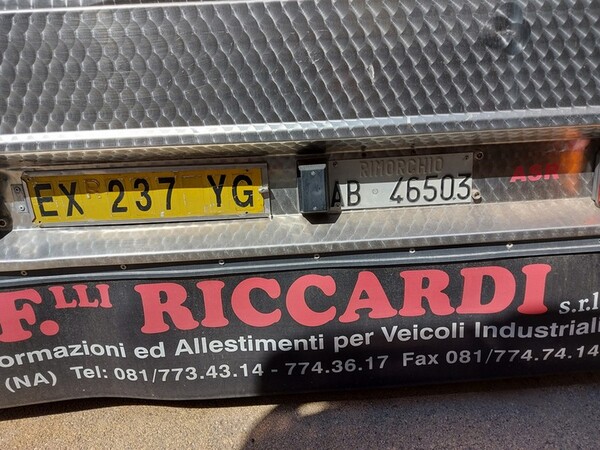 RIMORCHIO
EX 237 YG
AB 46503
F.LLI RICCARDI s.r.l
ormazioni ed Allestimenti per Veicoli Industriali
(NA) Tel: 081/773.43.14 - 774.36.17 Fax 081/774.74.14